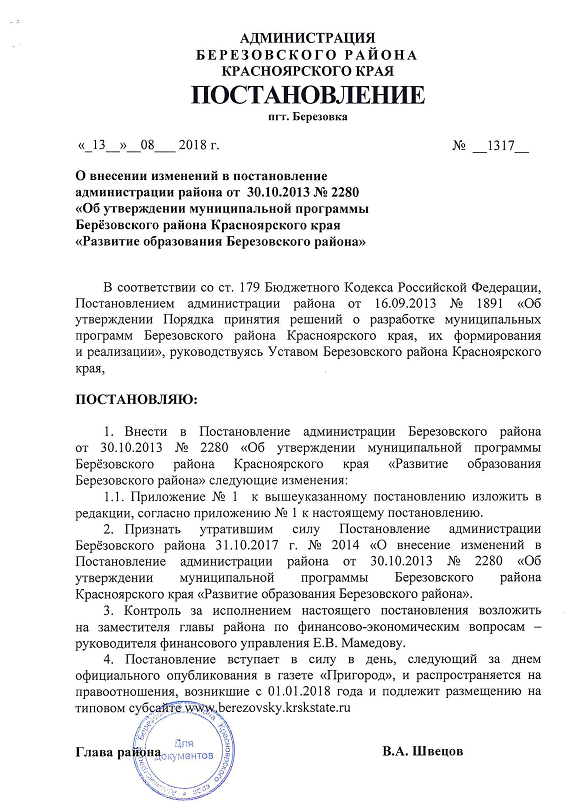 АДМИНИСТРАЦИЯ
БЕРЕЗОВСКОГО РАЙОНА
КРАСНОЯРСКОГО КРАЯ
ПОСТАНОВЛЕНИЕ
пгт. Березовка
«_13__»__08___ 2018 г. № __1317__
О внесении изменений в постановление
администрации района от 30.10.2013 № 2280
«Об утверждении муниципальной программы
Берёзовского района Красноярского края
«Развитие образования Березовского района»
В соответствии со ст. 179 Бюджетного Кодекса Российской Федерации,
Постановлением администрации района от 16.09.2013 № 1891 «Об
утверждении Порядка принятия решений о разработке муниципальных
программ Березовского района Красноярского края, их формирования
и реализации», руководствуясь Уставом Березовского района Красноярского
края,
ПОСТАНОВЛЯЮ:
1. Внести в Постановление администрации Березовского района
от 30.10.2013 № 2280 «Об утверждении муниципальной программы
Берёзовского района Красноярского края «Развитие образования
Березовского района» следующие изменения:
1.1. Приложение № 1 к вышеуказанному постановлению изложить в
редакции, согласно приложению № 1 к настоящему постановлению.
2. Признать утратившим силу Постановление администрации
Берёзовского района 31.10.2017 г. № 2014 «О внесение изменений в
Постановление администрации района от 30.10.2013 № 2280 «Об
утверждении муниципальной программы Березовского района
Красноярского края «Развитие образования Березовского района».
3. Контроль за исполнением настоящего постановления возложить
на заместителя главы района по финансово-экономическим вопросам –
руководителя финансового управления Е.В. Мамедову.
4. Постановление вступает в силу в день, следующий за днем
официального опубликования в газете «Пригород», и распространяется на
правоотношения, возникшие с 01.01.2018 года и подлежит размещению на
типовом субсайте www.berezovsky.krskstate.ru
Глава района В.А. Швецов
Для
документов